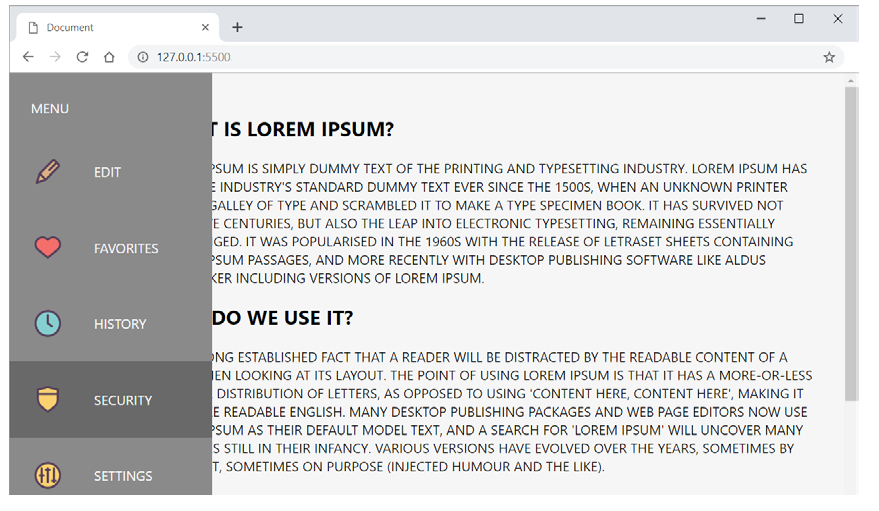 Document
127.0.0.1:5500
MENU
EDIT
FAVORITES
HISTORY
SECURITY
SETTINGS
IS LOREM IPSUM?
IS SIMPLY DUMMY TEXT OF THE PRINTING AND TYPESETTING INDUSTRY. LOREM IPSUM HAS
INDUSTRY'S STANDARD DUMMY TEXT EVER SINCE THE 1500S, WHEN AN UNKNOWN PRINTER
GALLEY OF TYPE AND SCRAMBLED IT TO MAKE A TYPE SPECIMEN BOOK. IT HAS SURVIVED NOT
CENTURIES, BUT ALSO THE LEAP INTO ELECTRONIC TYPESETTING, REMAINING ESSENTIALLY
IT WAS POPULARISED IN THE 1960S WITH THE RELEASE OF LETRASET SHEETS CONTAINING
PASSAGES, AND MORE RECENTLY WITH DESKTOP PUBLISHING SOFTWARE LIKE ALDUS
INCLUDING VERSIONS OF LOREM IPSUM.
DO WE USE IT?
ESTABLISHED FACT THAT A READER WILL BE DISTRACTED BY THE READABLE CONTENT OF A
LOOKING AT ITS LAYOUT. THE POINT OF USING LOREM IPSUM IS THAT IT HAS A MORE-OR-LESS
DISTRIBUTION OF LETTERS, AS OPPOSED TO USING 'CONTENT HERE, CONTENT HERE', MAKING IT
READABLE ENGLISH. MANY DESKTOP PUBLISHING PACKAGES AND WEB PAGE EDITORS NOW USE
AS THEIR DEFAULT MODEL TEXT, AND A SEARCH FOR 'LOREM IPSUM' WILL UNCOVER MANY
STILL IN THEIR INFANCY. VARIOUS VERSIONS HAVE EVOLVED OVER THE YEARS, SOMETIMES BY
SOMETIMES ON PURPOSE (INJECTED HUMOUR AND THE LIKE).